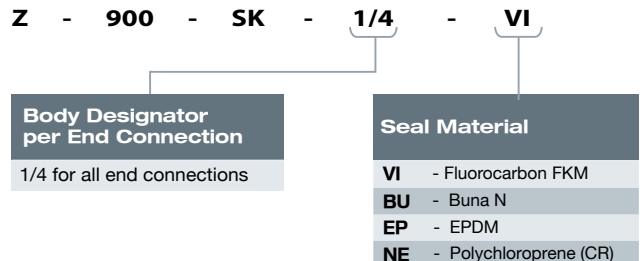 Z - 900 - SK - 1/4 - VI
Body Designator
per End Connection
1/4 for all end connections
Seal Material
VI - Fluorocarbon FKM
BU - Buna N
EP - EPDM
NE - Polychloroprene (CR)